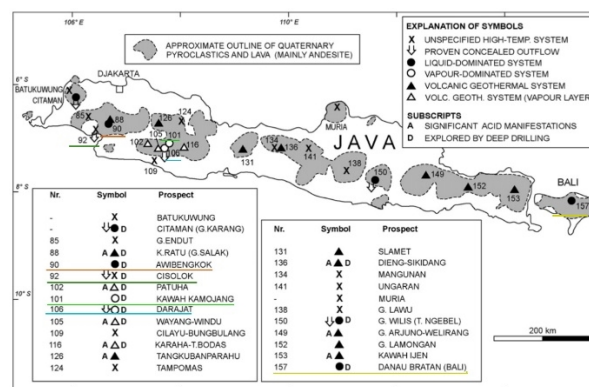 106° E
110° E
6° S
8° S
10° S
APPROXIMATE OUTLINE OF QUATERNARY
PYROCLASTICS AND LAVA (MAINLY ANDESITE)
EXPLANATION OF SYMBOLS
X UNSPECIFIED HIGH-TEMP. SYSTEM
PROVEN CONCEALED OUTFLOW
LIQUID-DOMINATED SYSTEM
VAPOUR-DOMINATED SYSTEM
VOLCANIC GEOTHERMAL SYSTEM
VOLC. GEOTH. SYSTEM (VAPOUR LAYER)
SUBSCRIPTS
A SIGNIFICANT ACID MANIFESTATIONS
D EXPLORED BY DEEP DRILLING
DJAKARTA
BATUKUWUNG
CITAMAN
MURIA
JAVA
BALI
85 88 90 92 126 124 105 101 102 116 106 109
131 134 136 141 138 150 149 152 153 157
Nr. Symbol Prospect
- X BATUKUWUNG
- D CITAMAN (G.KARANG)
85 X G.ENDUT
88 A D K.RATU (G.SALAK)
90 D AWIBENGKOK
92 X D CISOLOK
102 A D PATUHA
101 D KAWAH KAMOJANG
106 D DARAJAT
105 A D WAYANG-WINDU
109 X CILAYU-BUNGBULANG
116 A D KARAHA-T.BODAS
126 A TANGKUBANPARAHU
124 X TAMPOMAS
Nr. Symbol Prospect
131 SLAMET
136 A D DIENG-SIKIDANG
134 X MANGUNAN
141 X UNGARAN
- X MURIA
138 X G. LAWU
150 D G. WILIS (T. NGEBEL)
149 A G. ARJUNO-WELIRANG
152 G. LAMONGAN
153 A KAWAH IJEN
157 D DANAU BRATAN (BALI)
200 km